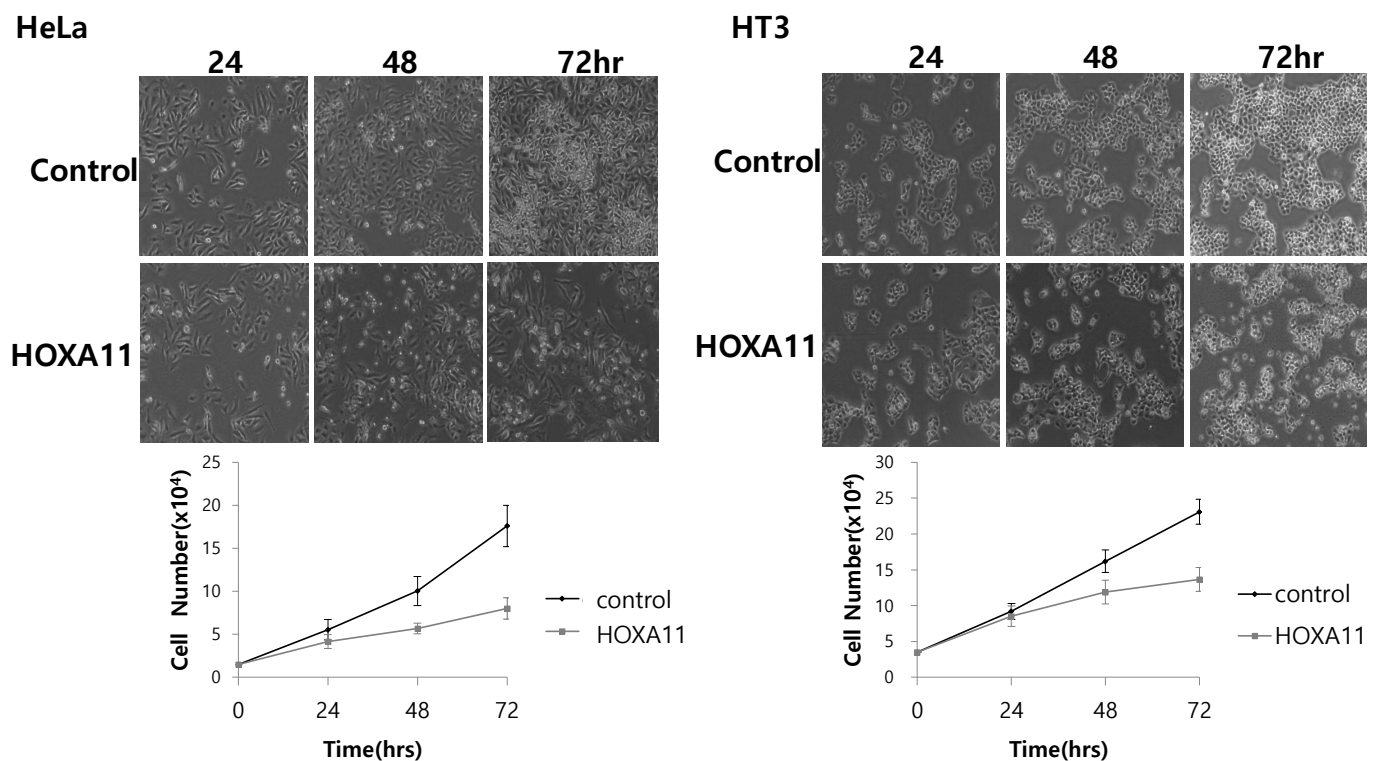 HeLa
24 48 72hr
Control
HOXA11
25
20
15
10
5
0
Cell Number(x10⁴)
0 24 48 72
Time(hrs)
control
HOXA11
HT3
24 48 72hr
Control
HOXA11
30
25
20
15
10
5
0
Cell Number(x10⁴)
0 24 48 72
Time(hrs)
control
HOXA11